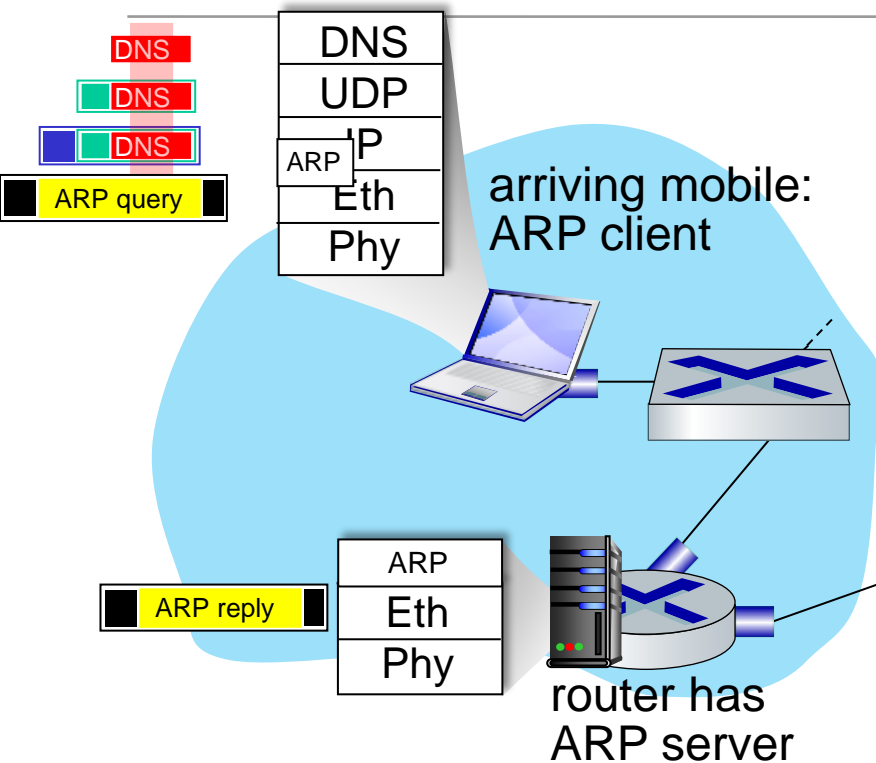 DNS
DNS
DNS
ARP query
DNS
UDP
IP
ARP
Eth
Phy
arriving mobile:
ARP client
ARP reply
ARP
Eth
Phy
router has
ARP server